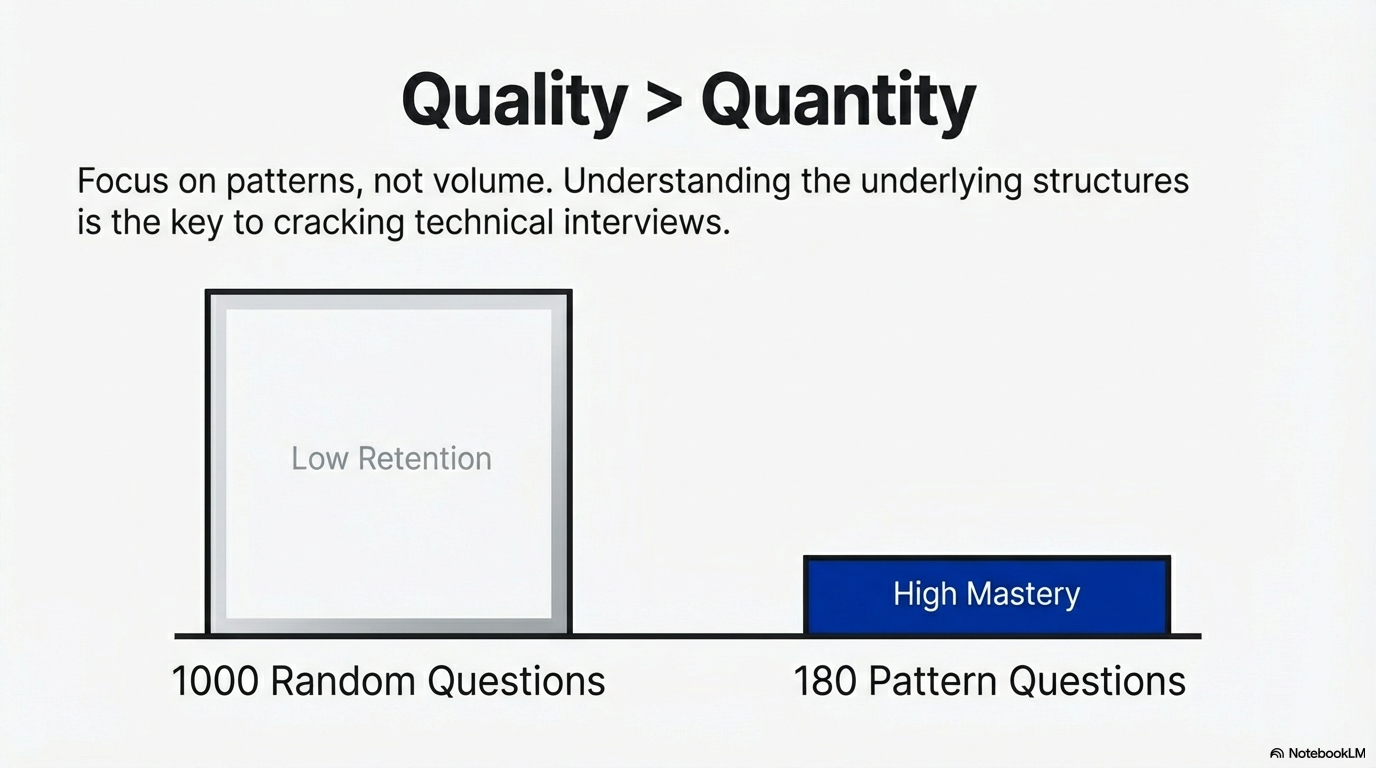 Quality > Quantity
Focus on patterns, not volume. Understanding the underlying structures
is the key to cracking technical interviews.
Low Retention
High Mastery
1000 Random Questions
180 Pattern Questions
NotebookLM